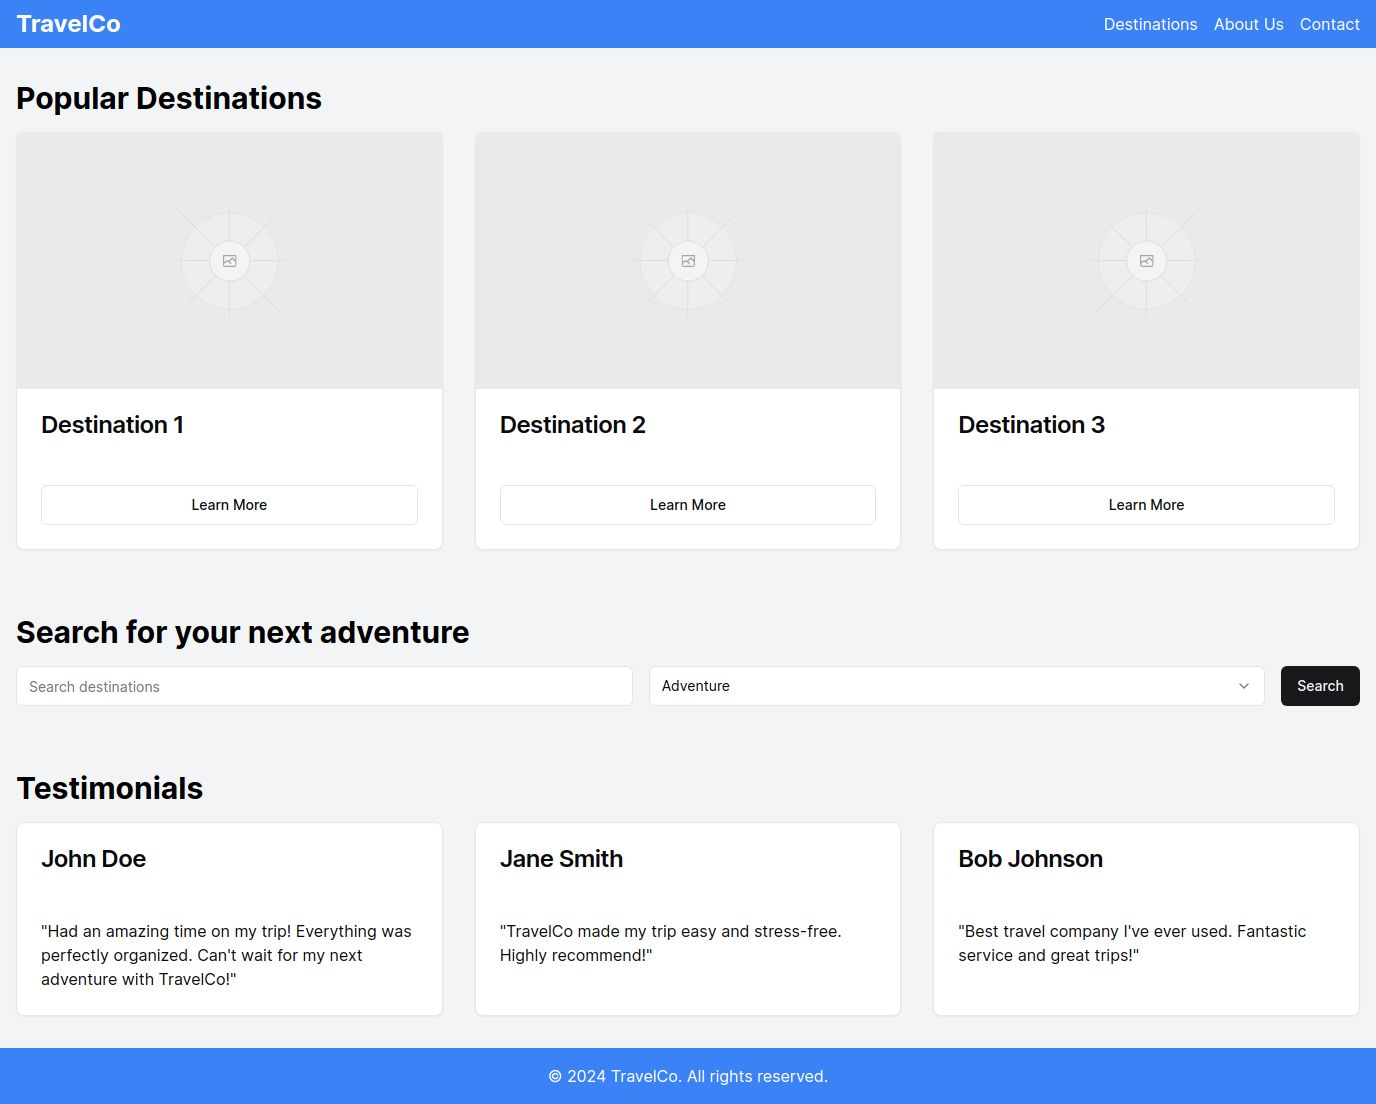 TravelCo
Destinations About Us Contact
Popular Destinations
Destination 1
Learn More
Destination 2
Learn More
Destination 3
Learn More
Search for your next adventure
Search destinations
Adventure
Search
Testimonials
John Doe
"Had an amazing time on my trip! Everything was
perfectly organized. Can't wait for my next
adventure with TravelCo!"
Jane Smith
"TravelCo made my trip easy and stress-free.
Highly recommend!"
Bob Johnson
"Best travel company I've ever used. Fantastic
service and great trips!"
© 2024 TravelCo. All rights reserved.